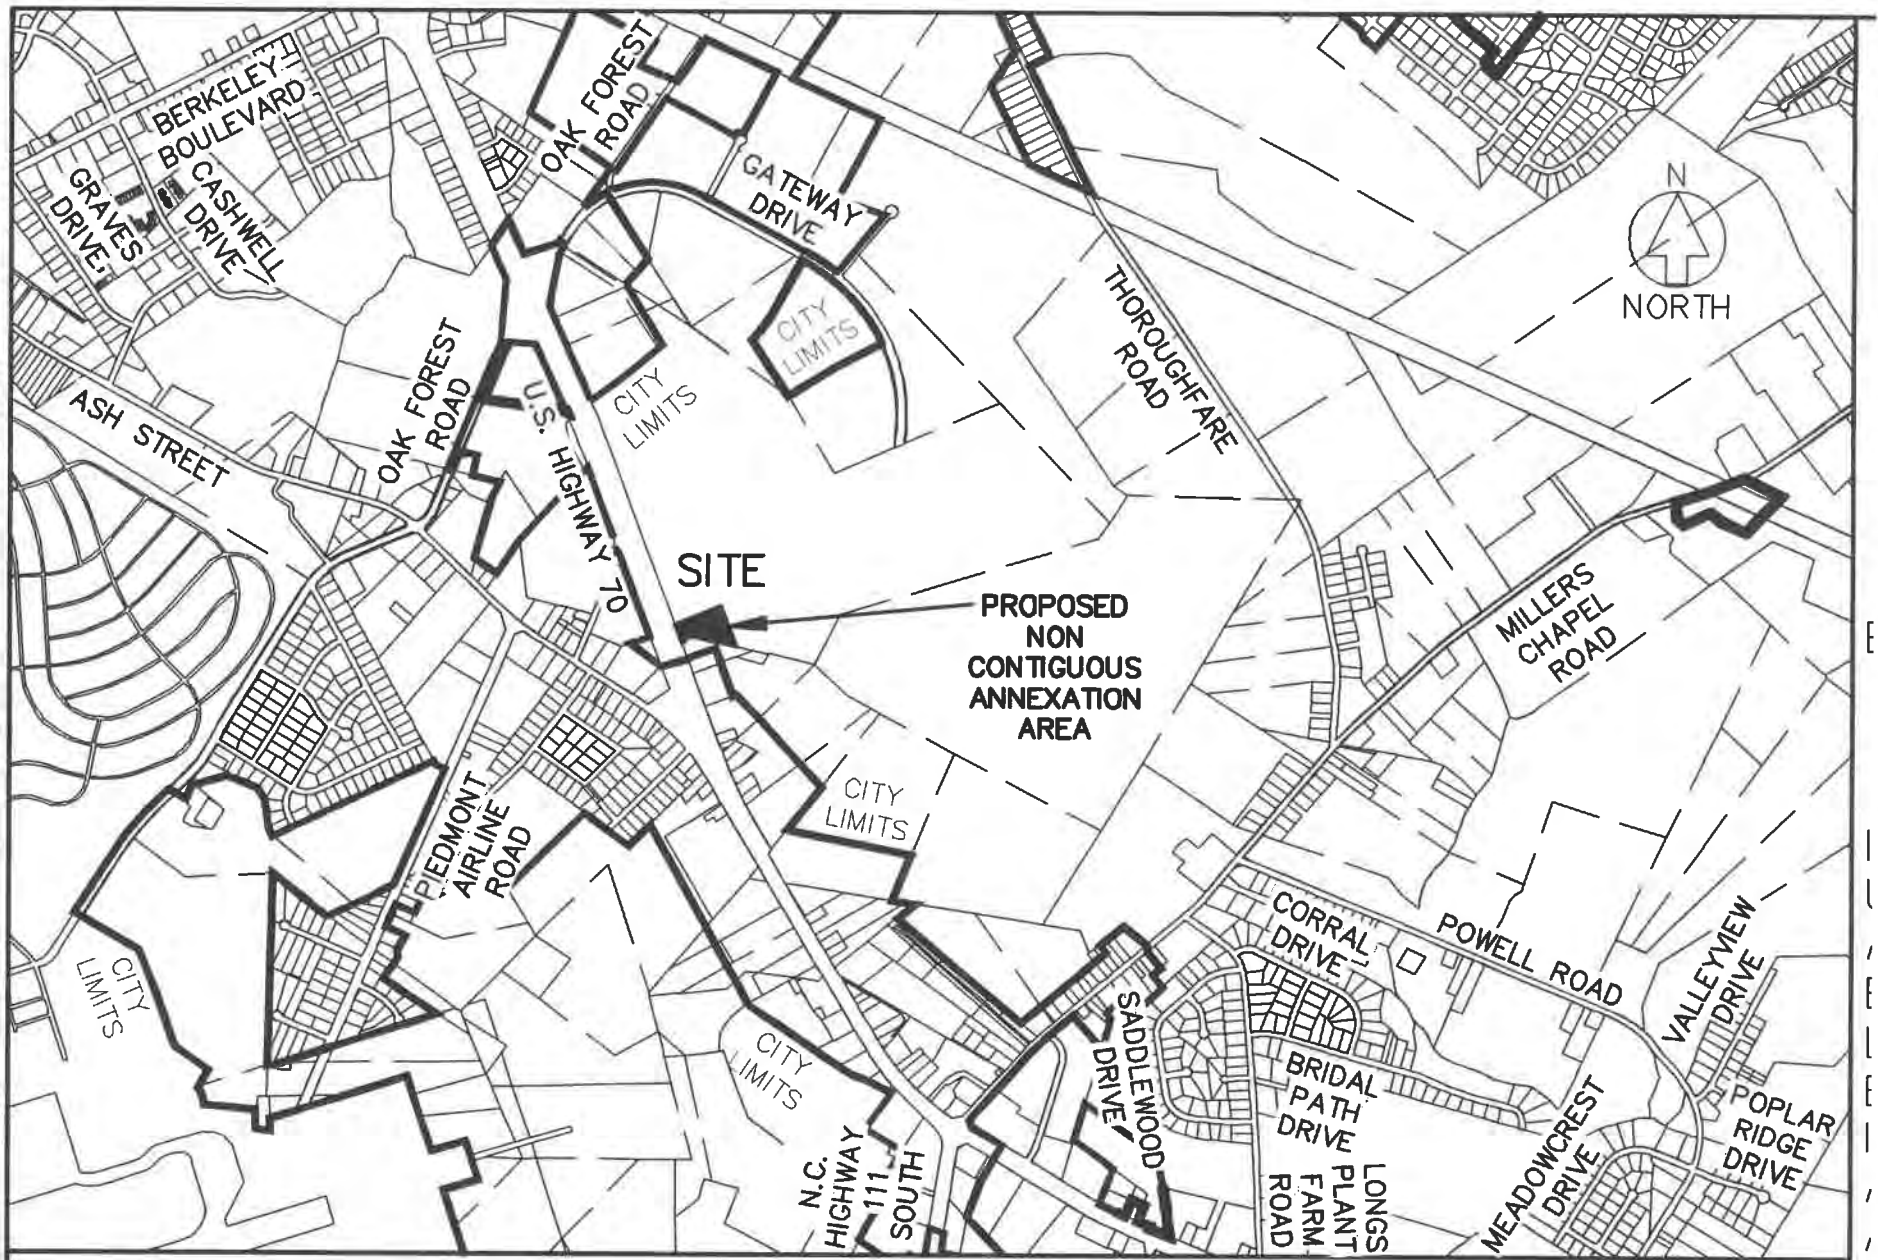 BERKELEY
BOULEVARD
OAK FOREST
ROAD
GRAVES
DRIVE
CASHWELL
DRIVE
GATEWAY
DRIVE
N
NORTH
THOROUGHFARE
ROAD
CITY
LIMITS
OAK FOREST
ROAD
U.S. HIGHWAY 70
CITY
LIMITS
ASH STREET
SITE
PROPOSED
NON
CONTIGUOUS
ANNEXATION
AREA
MILLERS
CHAPEL
ROAD
CITY
LIMITS
PIEDMONT
AIRLINE
ROAD
CORRAL
DRIVE
POWELL ROAD
VALLEYVIEW
DRIVE
CITY
LIMITS
CITY
LIMITS
SADDLEWOOD
DRIVE
BRIDAL
PATH
DRIVE
MEADOWCREST
DRIVE
POPLAR
RIDGE
DRIVE
N.C.
HIGHWAY
111
SOUTH
LONGS
PLANT
FARM
ROAD